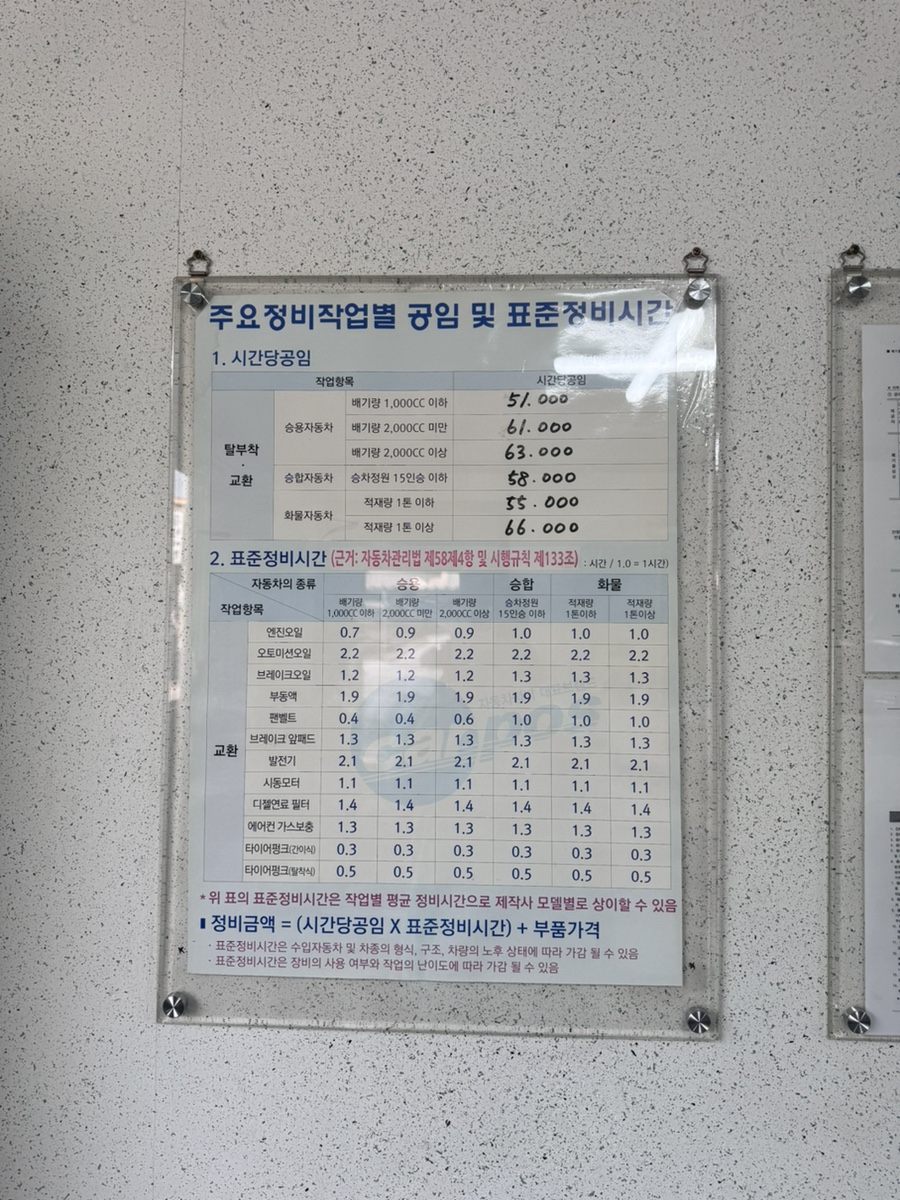 주요정비작업별 공임 및 표준정비시간
1. 시간당공임
작업항목 시간당공임
탈부착 · 교환
승용자동차 배기량 1,000CC 이하 51.000
배기량 2,000CC 미만 61.000
배기량 2,000CC 이상 63.000
승합자동차 승차정원 15인승 이하 58.000
화물자동차 적재량 1톤 이하 55.000
적재량 1톤 이상 66.000
2. 표준정비시간 (근거: 자동차관리법 제58제4항 및 시행규칙 제133조) : 시간 / 1.0 = 1시간)
자동차의 종류 승용 승합 화물
작업항목 배기량 1,000CC 이하 배기량 2,000CC 미만 배기량 2,000CC 이상 승차정원 15인승 이하 적재량 1톤이하 적재량 1톤이상
교환
엔진오일 0.7 0.9 0.9 1.0 1.0 1.0
오토미션오일 2.2 2.2 2.2 2.2 2.2 2.2
브레이크오일 1.2 1.2 1.2 1.3 1.3 1.3
부동액 1.9 1.9 1.9 1.9 1.9 1.9
팬벨트 0.4 0.4 0.6 1.0 1.0 1.0
브레이크 앞패드 1.3 1.3 1.3 1.3 1.3 1.3
발전기 2.1 2.1 2.1 2.1 2.1 2.1
시동모터 1.1 1.1 1.1 1.1 1.1 1.1
디젤연료 필터 1.4 1.4 1.4 1.4 1.4 1.4
에어컨 가스보충 1.3 1.3 1.3 1.3 1.3 1.3
타이어펑크(간이식) 0.3 0.3 0.3 0.3 0.3 0.3
타이어펑크(탈착식) 0.5 0.5 0.5 0.5 0.5 0.5
* 위 표의 표준정비시간은 작업별 평균 정비시간으로 제작사 모델별로 상이할 수 있음
정비금액 = (시간당공임 X 표준정비시간) + 부품가격
· 표준정비시간은 수입자동차 및 차종의 형식, 구조, 차량의 노후 상태에 따라 가감 될 수 있음
· 표준정비시간은 장비의 사용 여부와 작업의 난이도에 따라 가감 될 수 있음